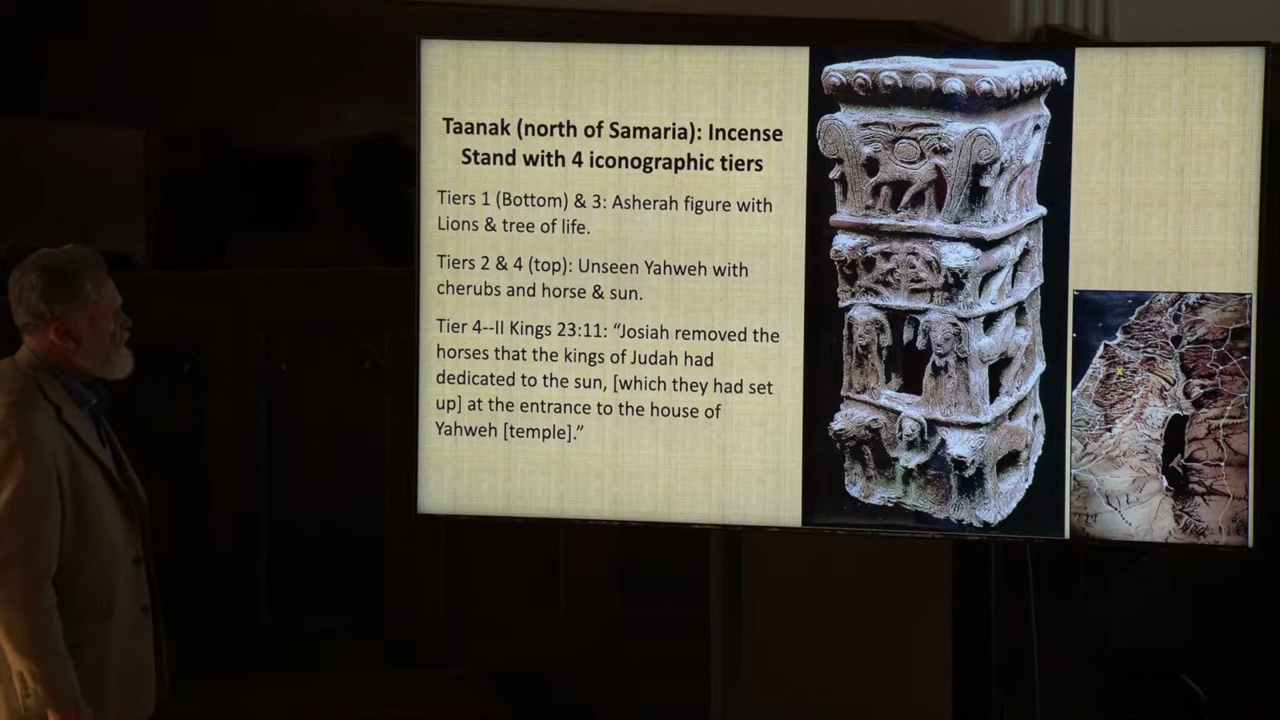 Taanak (north of Samaria): Incense
Stand with 4 iconographic tiers
Tiers 1 (Bottom) & 3: Asherah figure with
Lions & tree of life.
Tiers 2 & 4 (top): Unseen Yahweh with
cherubs and horse & sun.
Tier 4--II Kings 23:11: “Josiah removed the
horses that the kings of Judah had
dedicated to the sun, [which they had set
up] at the entrance to the house of
Yahweh [temple].”